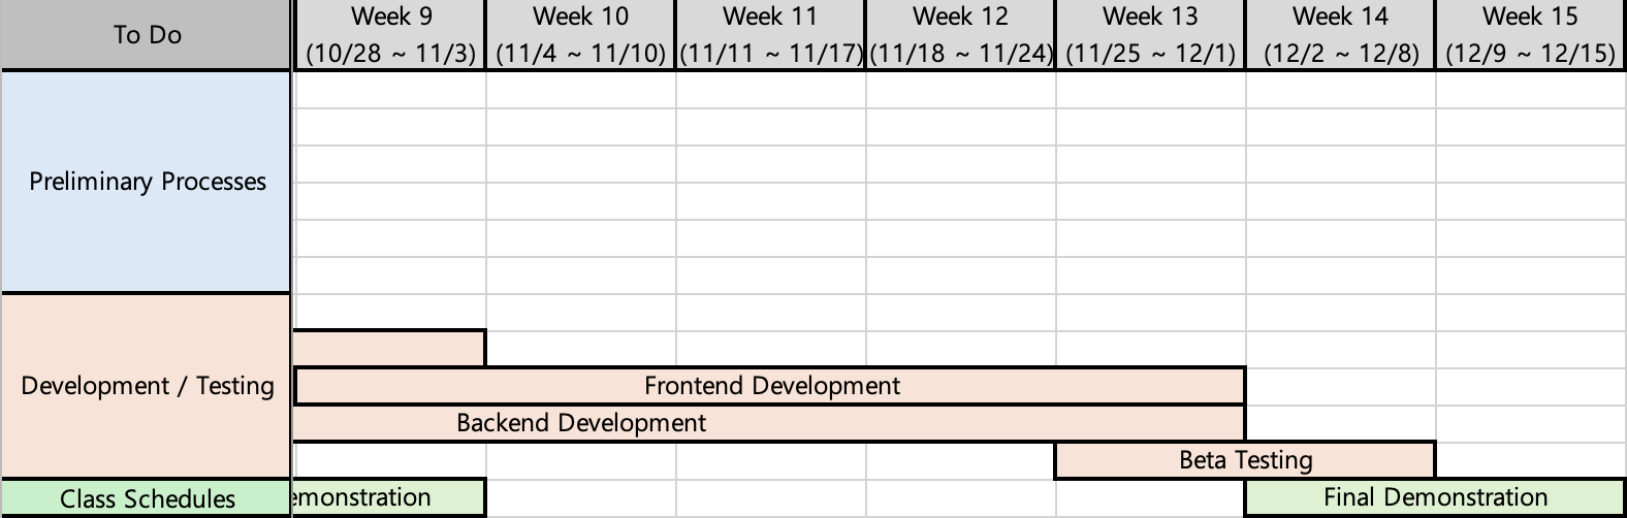 To Do
Week 9
(10/28 ~ 11/3)
Week 10
(11/4 ~ 11/10)
Week 11
(11/11 ~ 11/17)
Week 12
(11/18 ~ 11/24)
Week 13
(11/25 ~ 12/1)
Week 14
(12/2 ~ 12/8)
Week 15
(12/9 ~ 12/15)
Preliminary Processes
Development / Testing
Frontend Development
Backend Development
Beta Testing
Class Schedules
emonstration
Final Demonstration